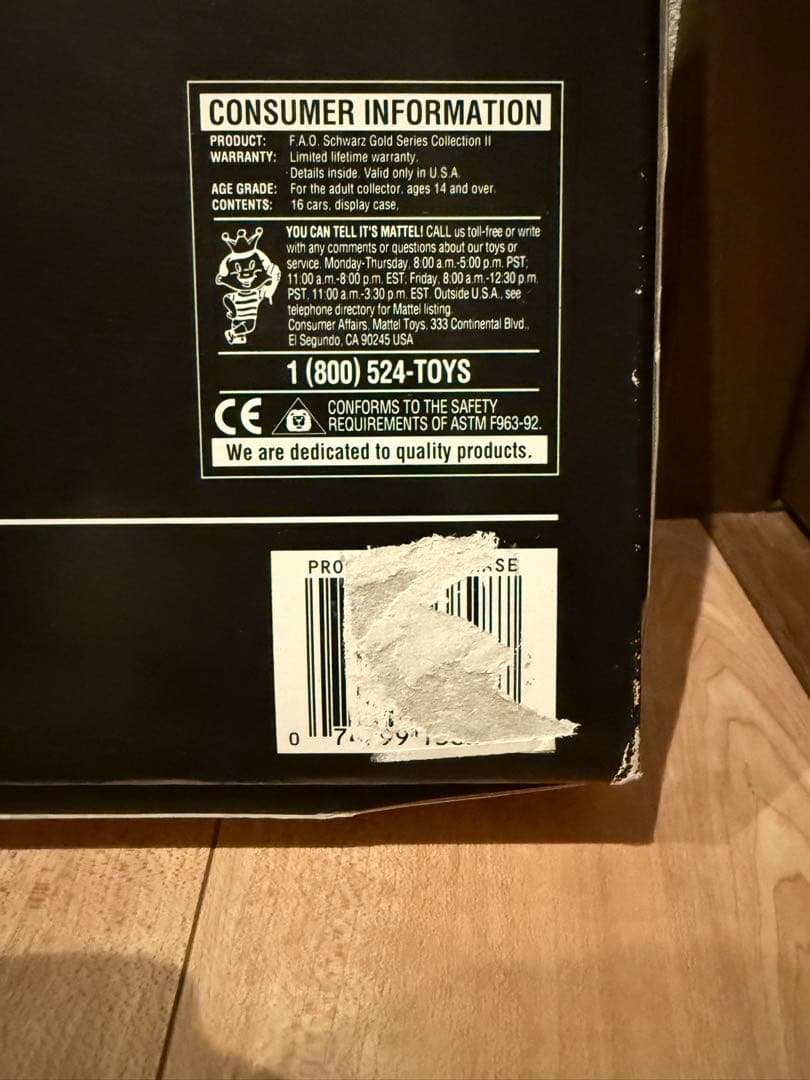 CONSUMER INFORMATION
PRODUCT: F.A.O. Schwarz Gold Series Collection II
WARRANTY: Limited lifetime warranty.
Details inside. Valid only in U.S.A.
AGE GRADE: For the adult collector, ages 14 and over.
CONTENTS: 16 cars, display case,
YOU CAN TELL IT'S MATTEL! CALL us toll-free or write
with any comments or questions about our toys or
service. Monday-Thursday, 8:00 a.m.-5:00 p.m. PST;
11:00 a.m.-8:00 p.m. EST, Friday, 8:00 a.m.-12:30 p.m.
PST, 11:00 a.m.-3:30 p.m. EST. Outside U.S.A., see
telephone directory for Mattel listing.
Consumer Affairs, Mattel Toys, 333 Continental Blvd.,
El Segundo, CA 90245 USA
1 (800) 524-TOYS
CE
CONFORMS TO THE SAFETY
REQUIREMENTS OF ASTM F963-92.
We are dedicated to quality products.
0 7